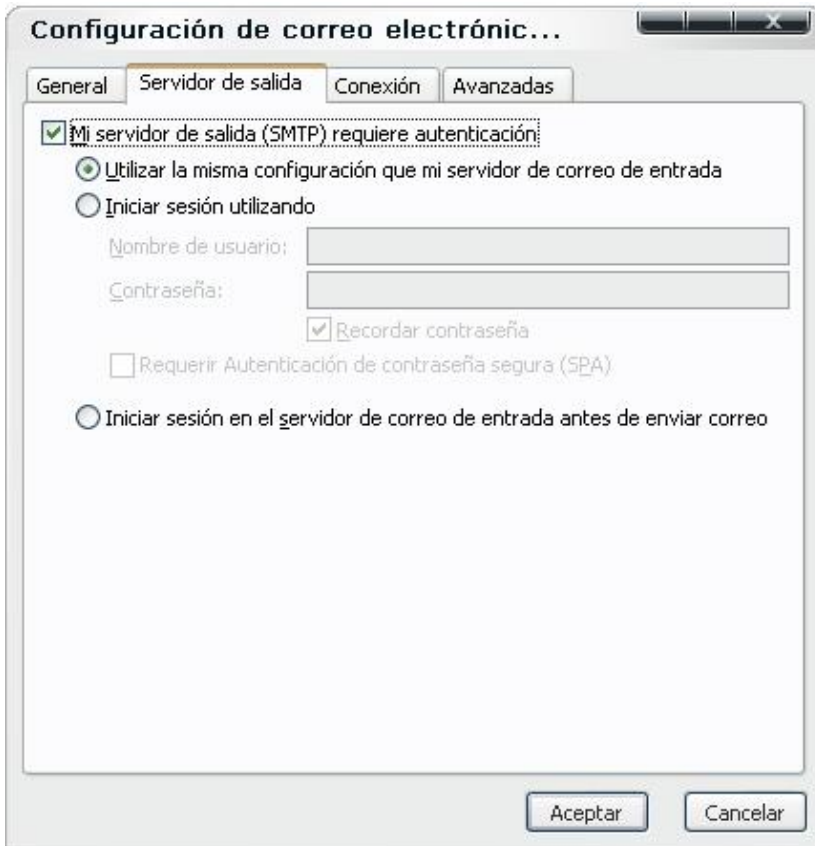 Configuración de correo electrónic...
General Servidor de salida Conexión Avanzadas
Mi servidor de salida (SMTP) requiere autenticación
Utilizar la misma configuración que mi servidor de correo de entrada
Iniciar sesión utilizando
Nombre de usuario:
Contraseña:
Recordar contraseña
Requerir Autenticación de contraseña segura (SPA)
Iniciar sesión en el servidor de correo de entrada antes de enviar correo
Aceptar Cancelar